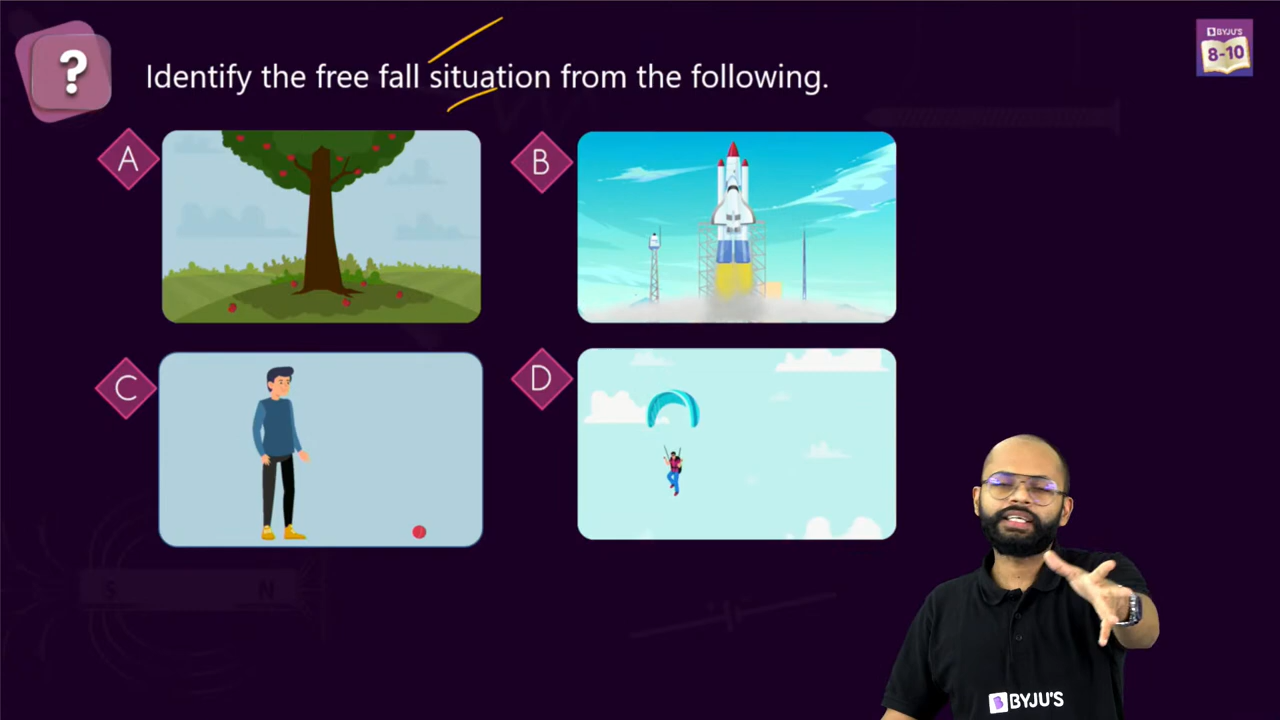 ?
Identify the free fall situation from the following.
BYJU'S
8-10
A
B
C
D
S N
BYJU'S